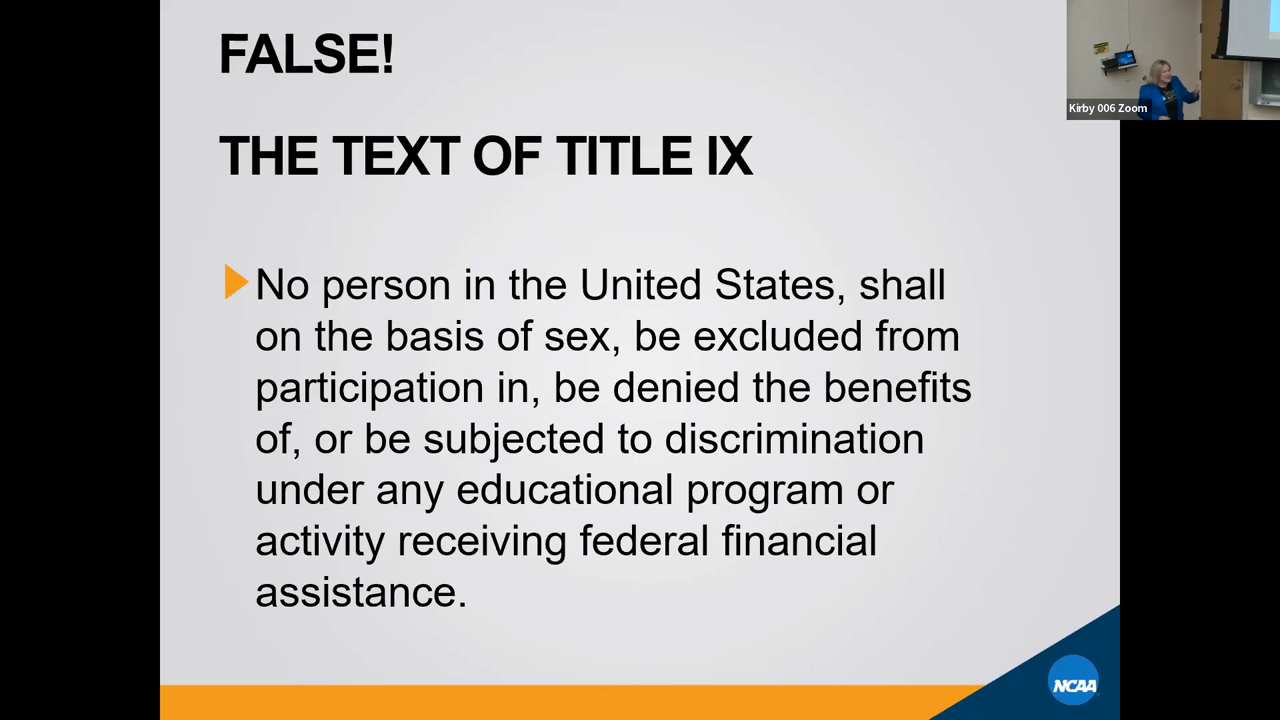 FALSE!
THE TEXT OF TITLE IX
No person in the United States, shall
on the basis of sex, be excluded from
participation in, be denied the benefits
of, or be subjected to discrimination
under any educational program or
activity receiving federal financial
assistance.
NCAA
Kirby 006 Zoom